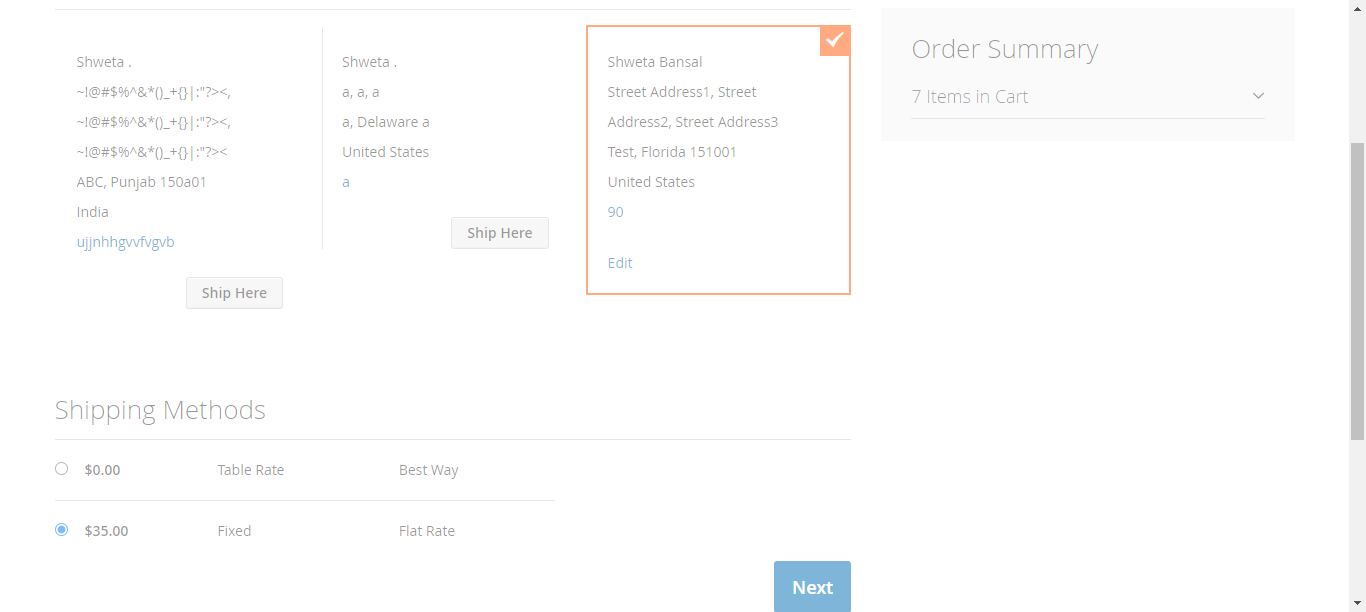 Shweta .
~!@#$%^&*()_+{}|:"?><,
~!@#$%^&*()_+{}|:"?><,
~!@#$%^&*()_+{}|:"?><
ABC, Punjab 150a01
India
ujjnhhgvvfvgvb
Ship Here
Shweta .
a, a, a
a, Delaware a
United States
a
Ship Here
Shweta Bansal
Street Address1, Street
Address2, Street Address3
Test, Florida 151001
United States
90
Edit
Order Summary
7 Items in Cart
Shipping Methods
$0.00 Table Rate Best Way
$35.00 Fixed Flat Rate
Next